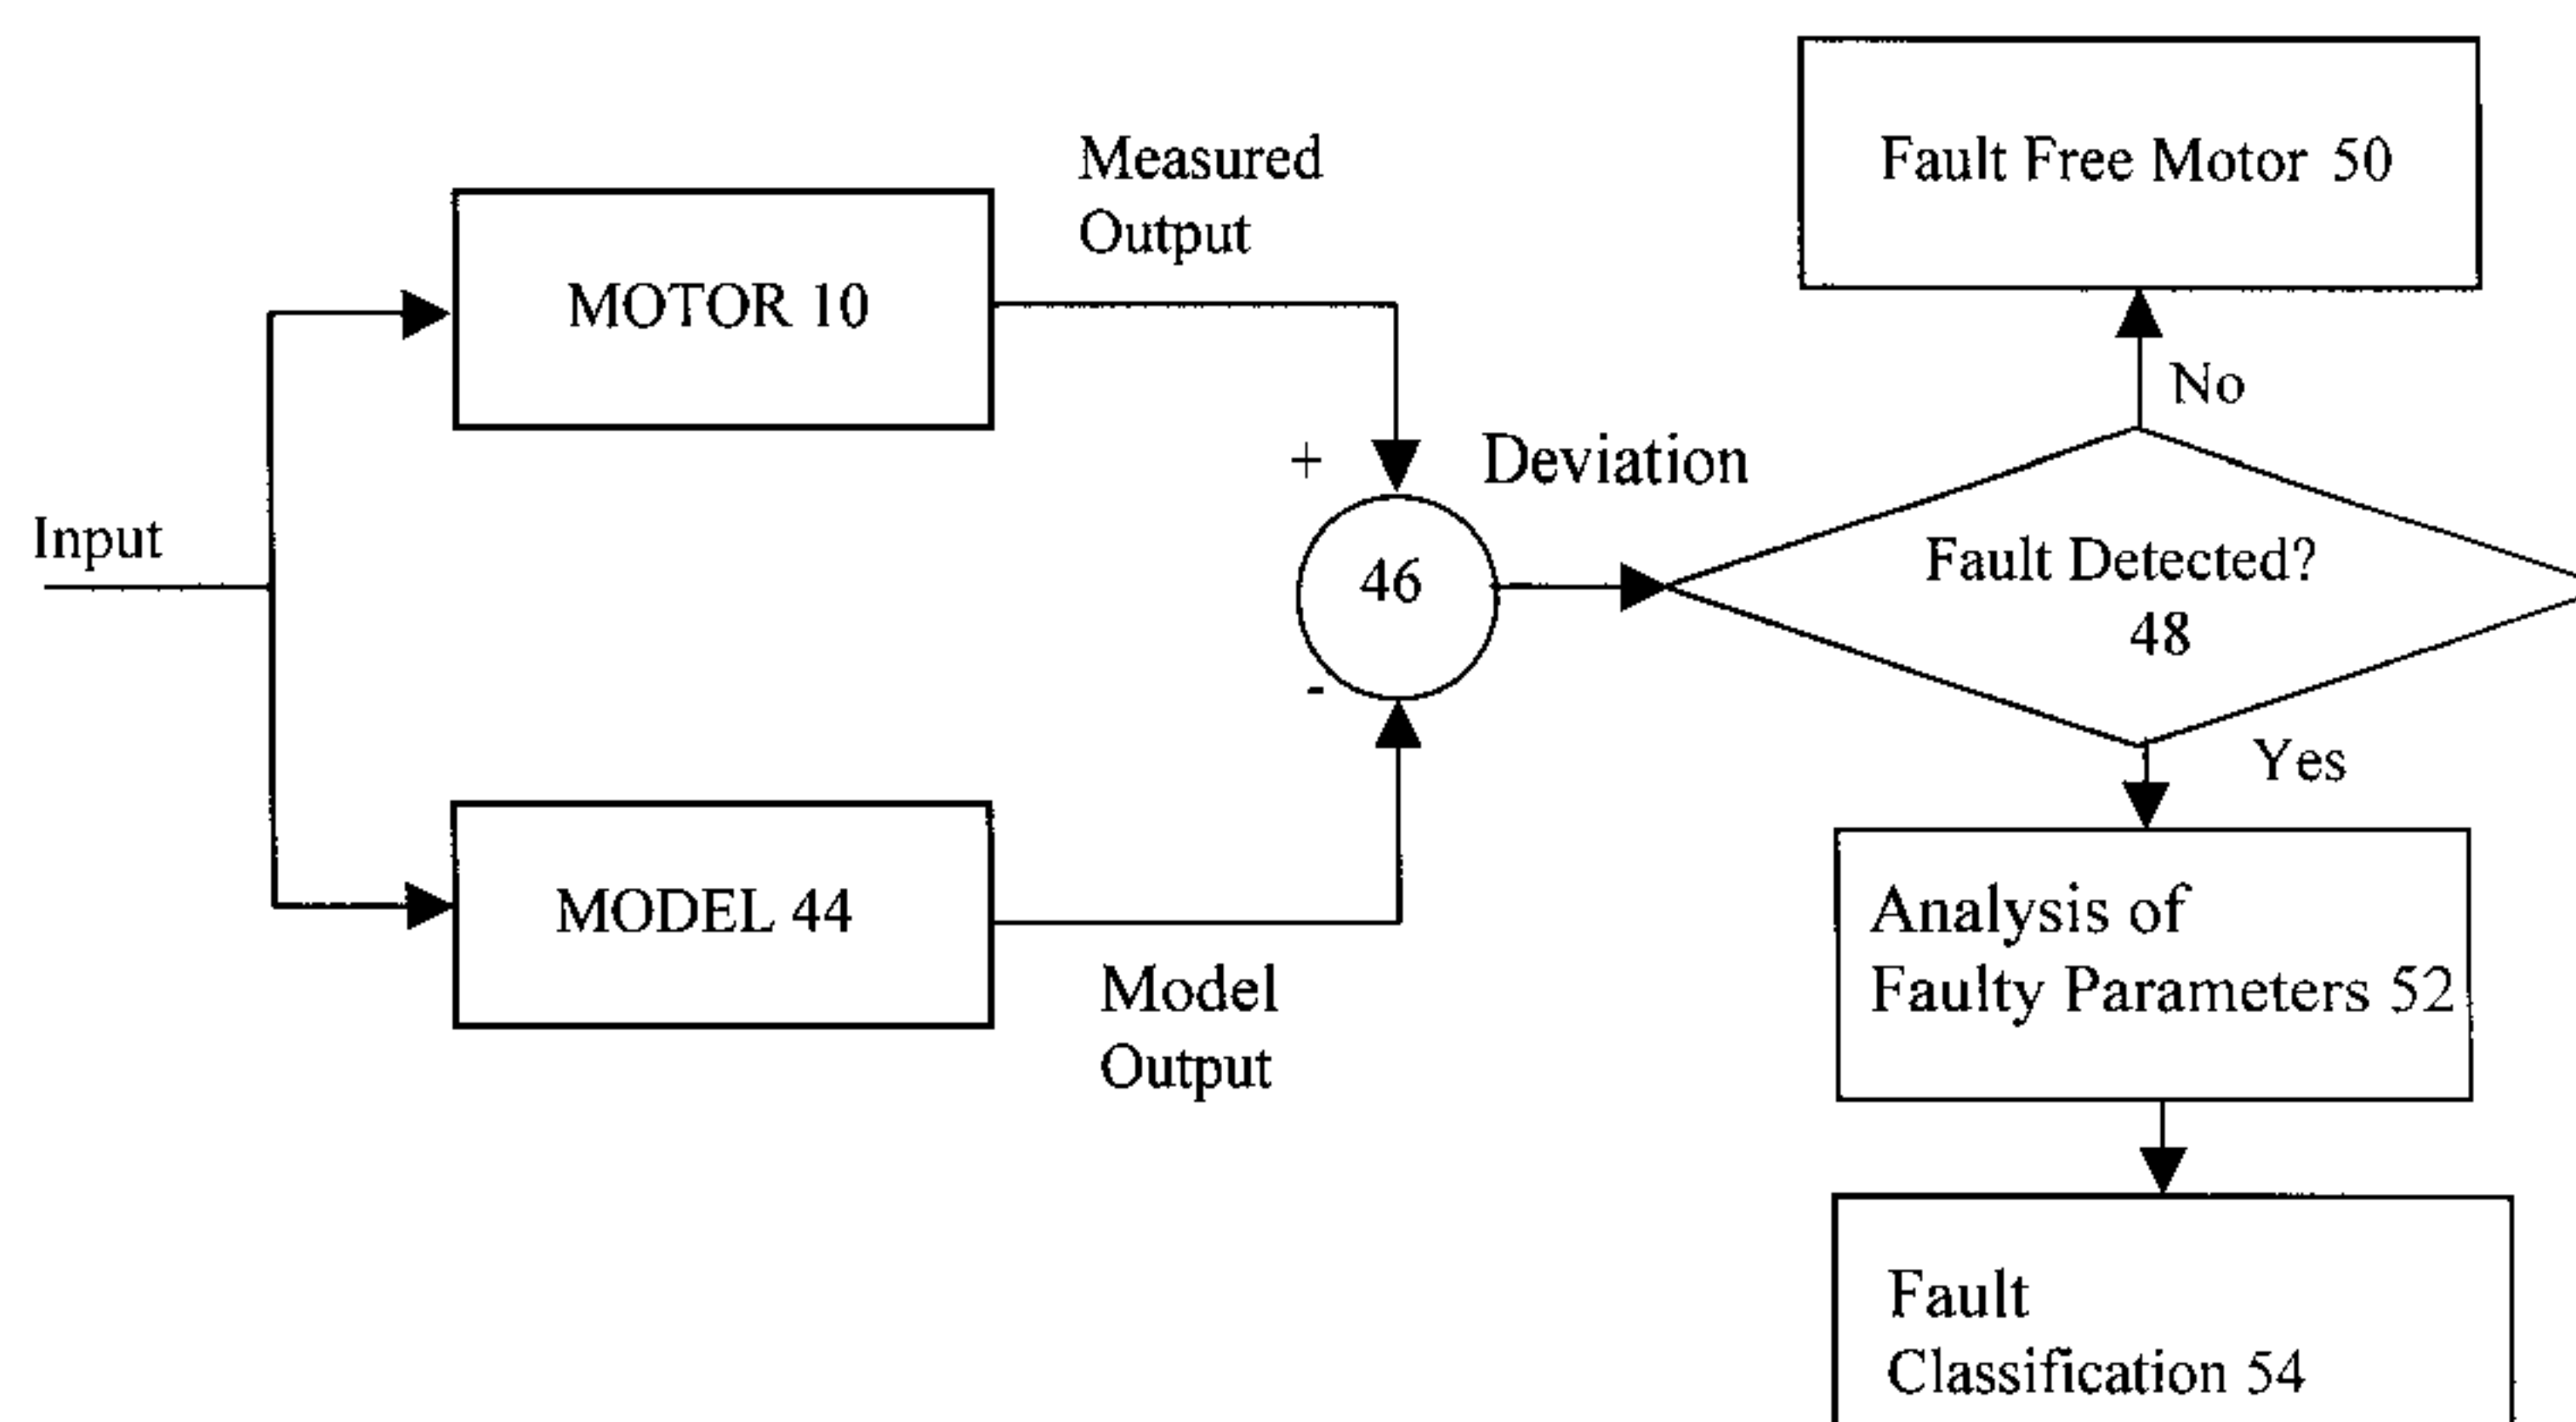 Input
MOTOR 10
Measured
Output
MODEL 44
Model
Output
+
46
-
Deviation
Fault Free Motor 50
No
Fault Detected?
48
Yes
Analysis of
Faulty Parameters 52
Fault
Classification 54